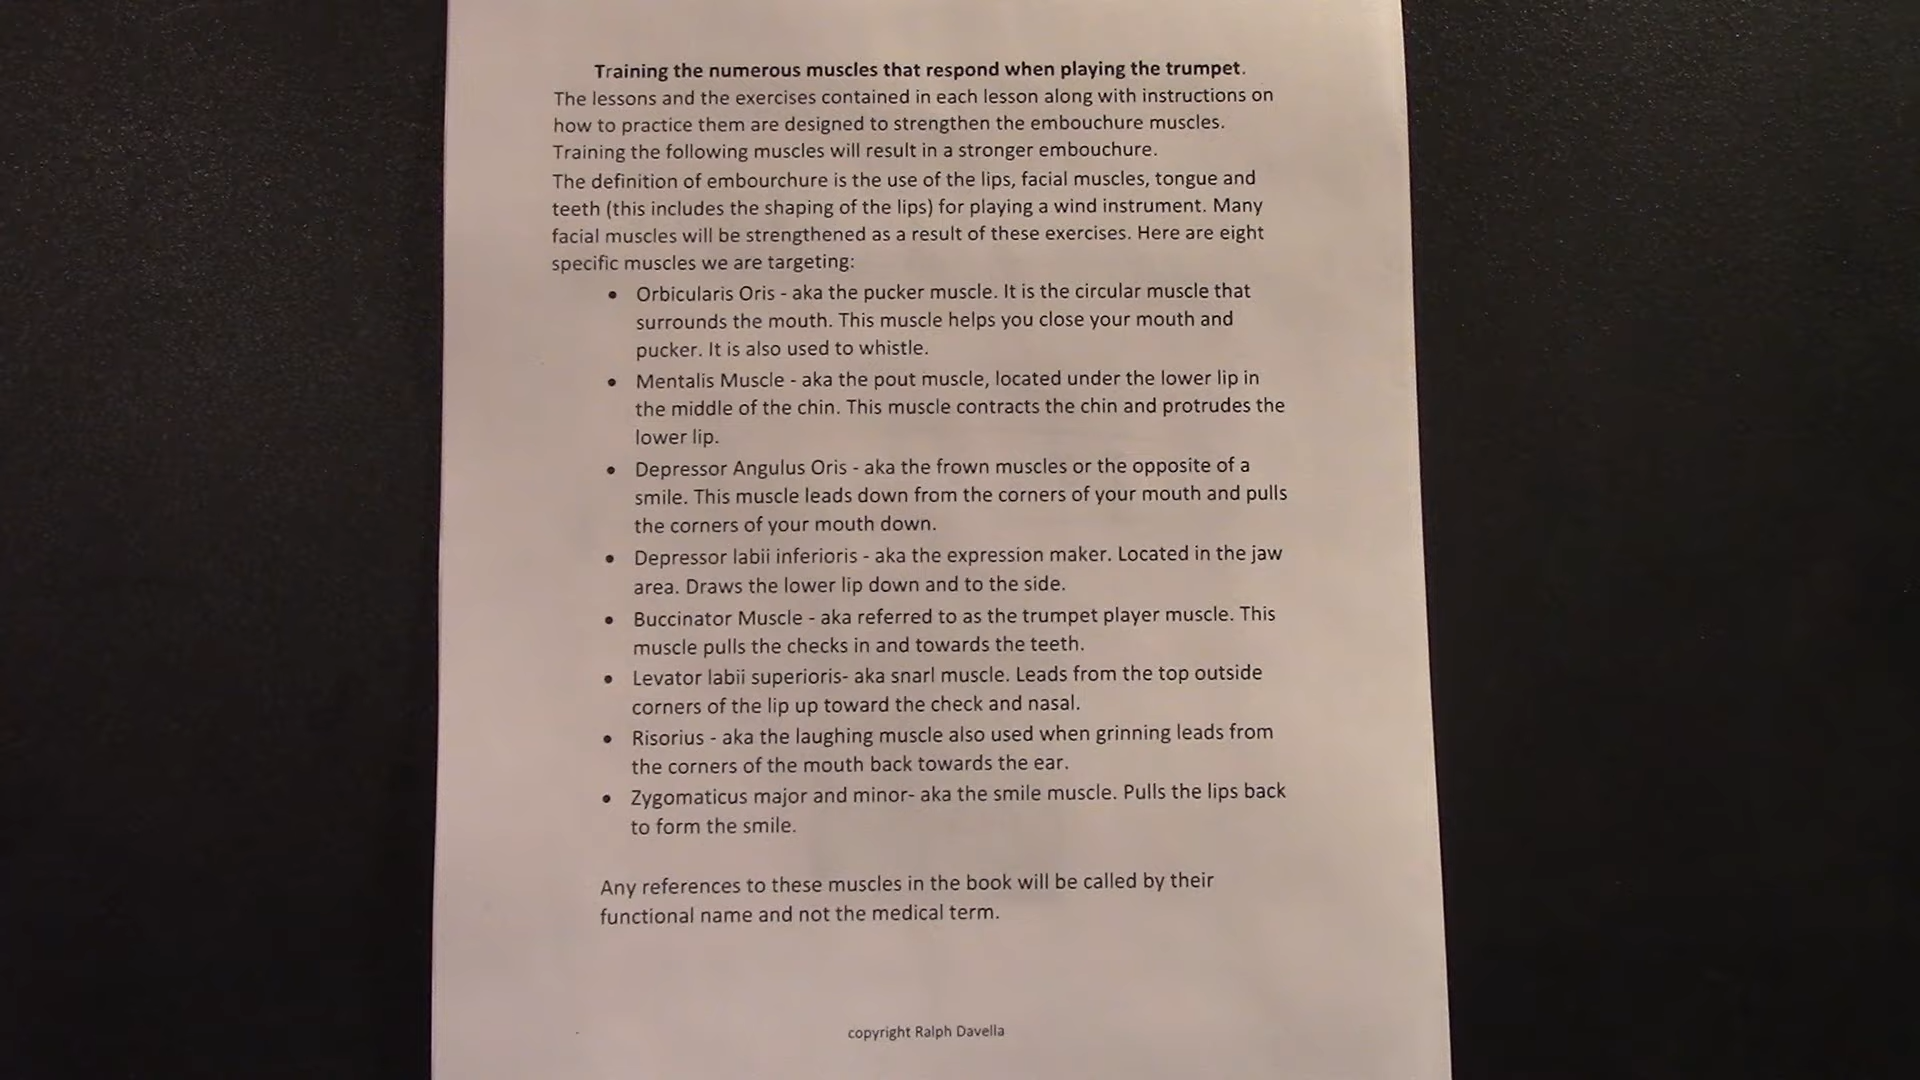 Training the numerous muscles that respond when playing the trumpet.
The lessons and the exercises contained in each lesson along with instructions on
how to practice them are designed to strengthen the embouchure muscles.
Training the following muscles will result in a stronger embouchure.
The definition of embourchure is the use of the lips, facial muscles, tongue and
teeth (this includes the shaping of the lips) for playing a wind instrument. Many
facial muscles will be strengthened as a result of these exercises. Here are eight
specific muscles we are targeting:
• Orbicularis Oris - aka the pucker muscle. It is the circular muscle that
surrounds the mouth. This muscle helps you close your mouth and
pucker. It is also used to whistle.
• Mentalis Muscle - aka the pout muscle, located under the lower lip in
the middle of the chin. This muscle contracts the chin and protrudes the
lower lip.
• Depressor Angulus Oris - aka the frown muscles or the opposite of a
smile. This muscle leads down from the corners of your mouth and pulls
the corners of your mouth down.
• Depressor labii inferioris - aka the expression maker. Located in the jaw
area. Draws the lower lip down and to the side.
• Buccinator Muscle - aka referred to as the trumpet player muscle. This
muscle pulls the checks in and towards the teeth.
• Levator labii superioris- aka snarl muscle. Leads from the top outside
corners of the lip up toward the check and nasal.
• Risorius - aka the laughing muscle also used when grinning leads from
the corners of the mouth back towards the ear.
• Zygomaticus major and minor- aka the smile muscle. Pulls the lips back
to form the smile.
Any references to these muscles in the book will be called by their
functional name and not the medical term.
copyright Ralph Davella